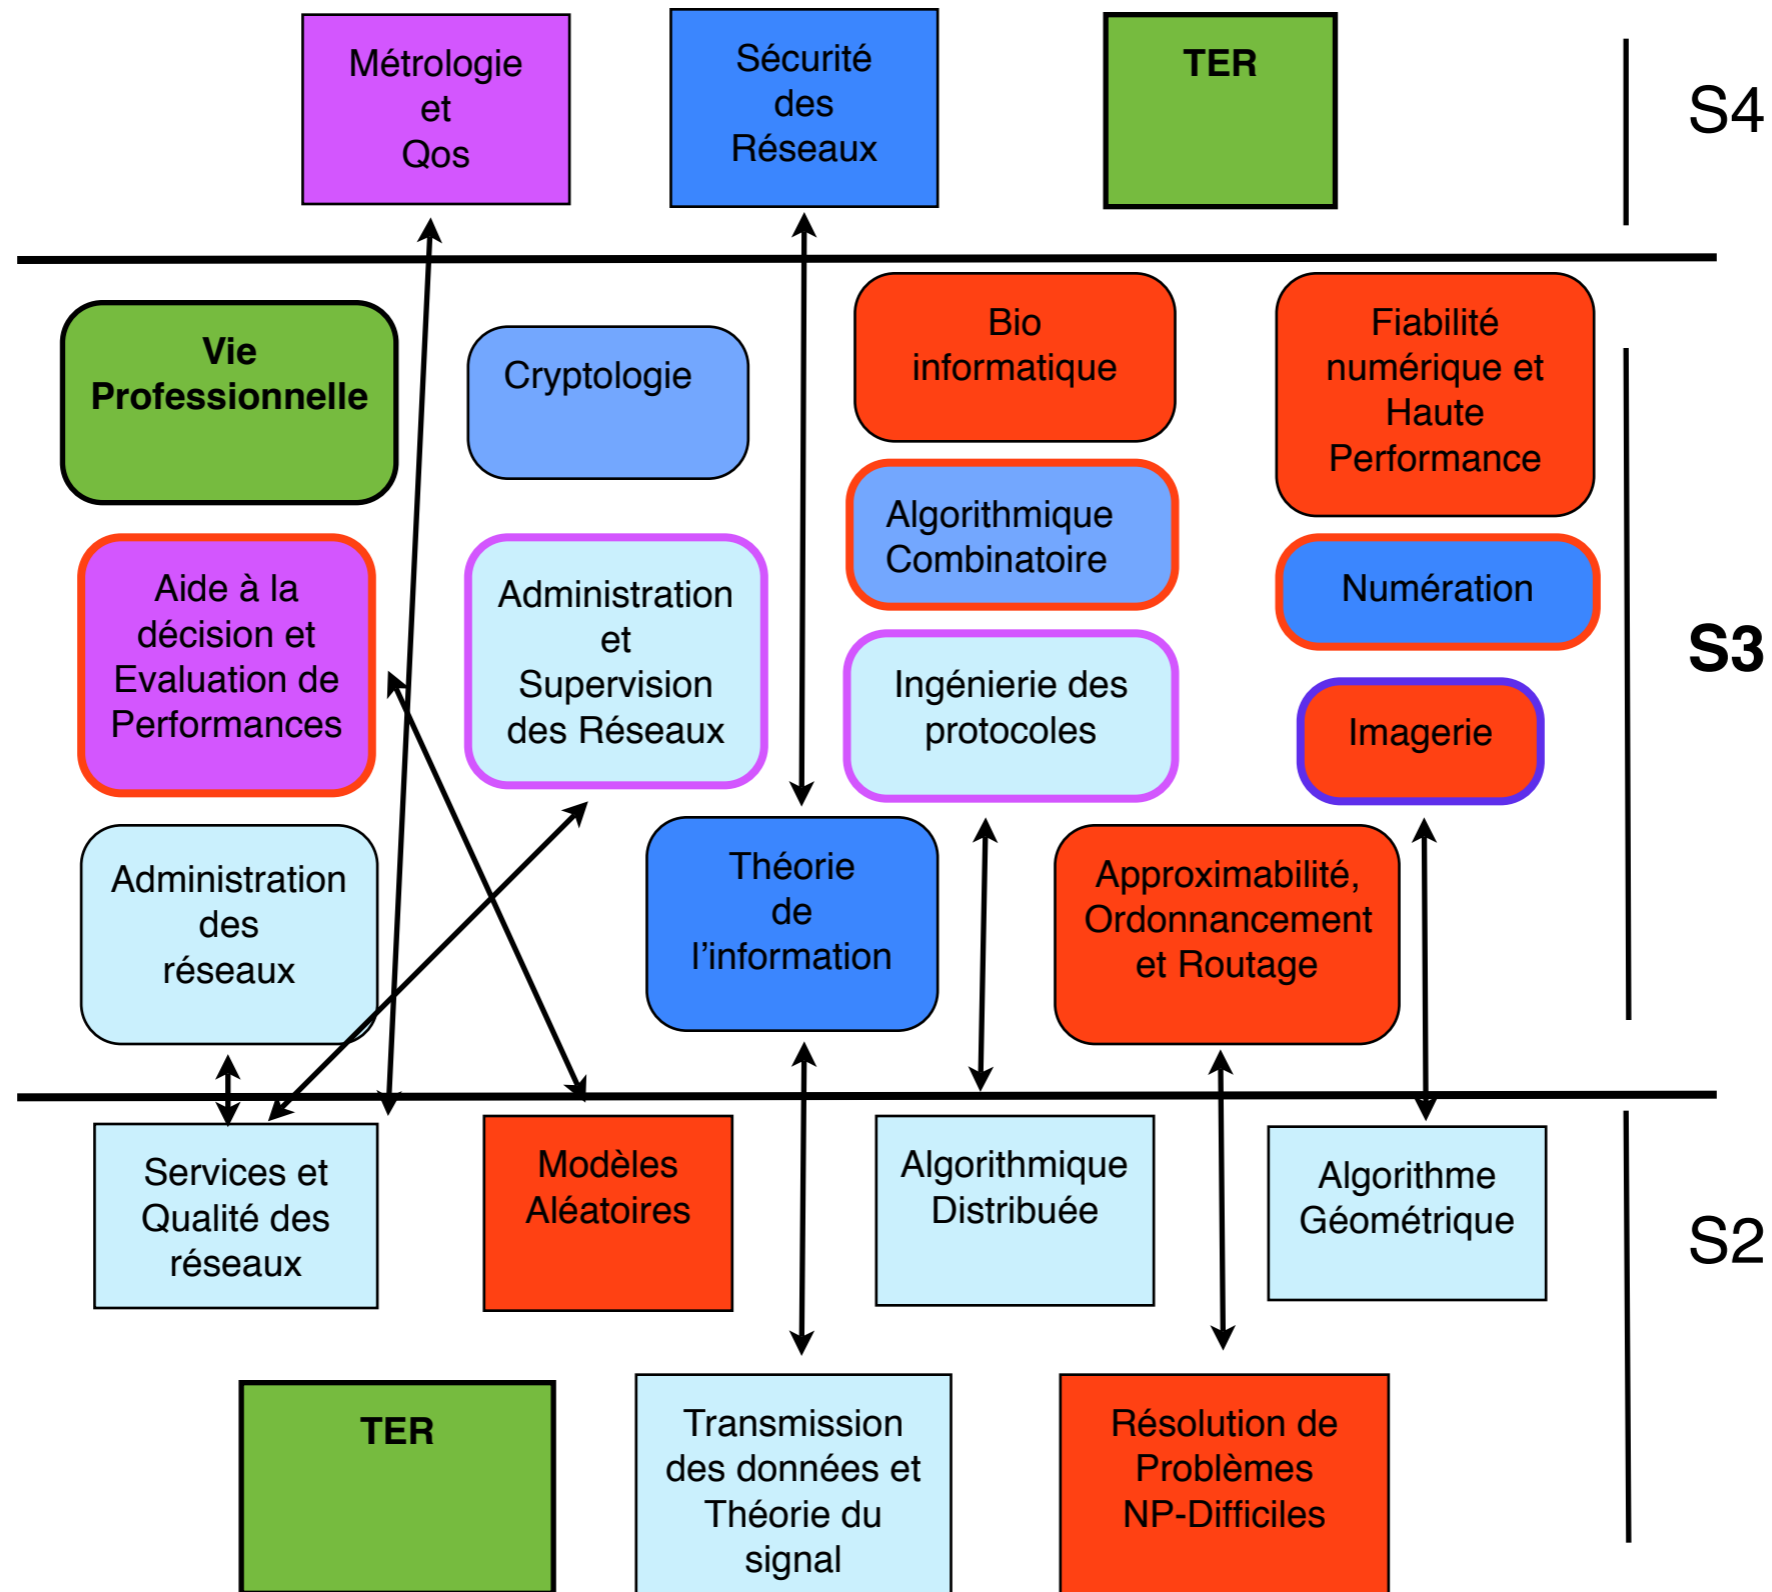 Métrologie
et
Qos
Sécurité
des
Réseaux
TER
S4
Vie
Professionnelle
Cryptologie
Bio
informatique
Fiabilité
numérique et
Haute
Performance
Algorithmique
Combinatoire
Numération
Aide à la
décision et
Evaluation de
Performances
Administration
et
Supervision
des Réseaux
Ingénierie des
protocoles
Imagerie
S3
Administration
des
réseaux
Théorie
de
l'information
Approximabilité,
Ordonnancement
et Routage
Services et
Qualité des
réseaux
Modèles
Aléatoires
Algorithmique
Distribuée
Algorithme
Géométrique
S2
TER
Transmission
des données et
Théorie du
signal
Résolution de
Problèmes
NP-Difficiles